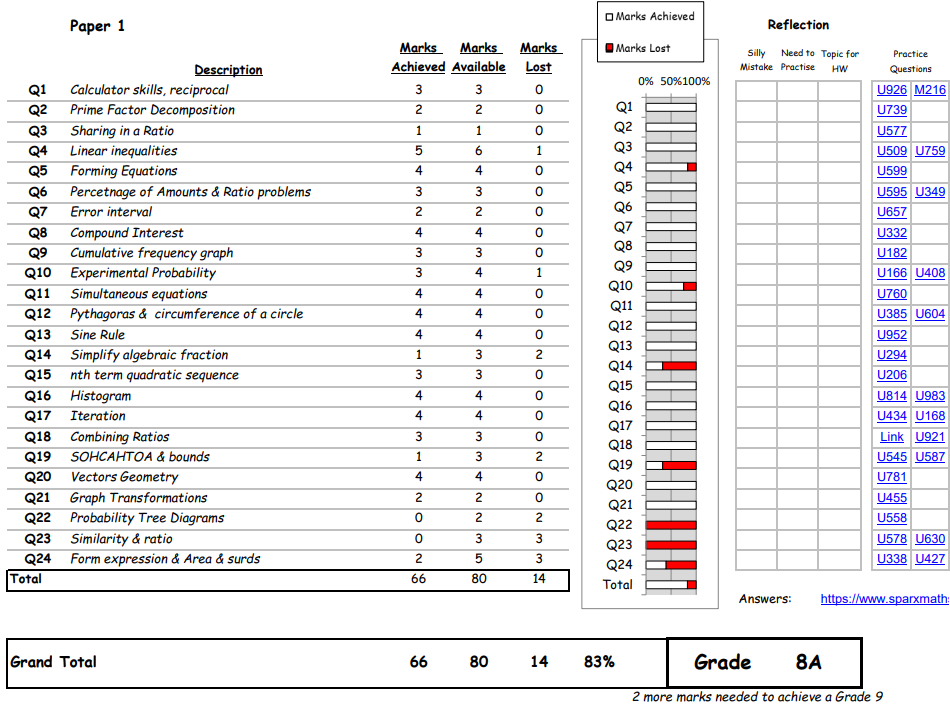 Paper 1
Marks Achieved
Marks Lost
Reflection
Description Marks Achieved Marks Available Marks Lost
0% 50%100%
Silly Mistake Need to Practise Topic for HW Practice Questions
Q1 Calculator skills, reciprocal 3 3 0 Q1 U926 M216
Q2 Prime Factor Decomposition 2 2 0 Q2 U739
Q3 Sharing in a Ratio 1 1 0 Q3 U577
Q4 Linear inequalities 5 6 1 Q4 U509 U759
Q5 Forming Equations 4 4 0 Q5 U599
Q6 Percetnage of Amounts & Ratio problems 3 3 0 Q6 U595 U349
Q7 Error interval 2 2 0 Q7 U657
Q8 Compound Interest 4 4 0 Q8 U332
Q9 Cumulative frequency graph 3 3 0 Q9 U182
Q10 Experimental Probability 3 4 1 Q10 U166 U408
Q11 Simultaneous equations 4 4 0 Q11 U760
Q12 Pythagoras & circumference of a circle 4 4 0 Q12 U385 U604
Q13 Sine Rule 4 4 0 Q13 U952
Q14 Simplify algebraic fraction 1 3 2 Q14 U294
Q15 nth term quadratic sequence 3 3 0 Q15 U206
Q16 Histogram 4 4 0 Q16 U814 U983
Q17 Iteration 4 4 0 Q17 U434 U168
Q18 Combining Ratios 3 3 0 Q18 Link U921
Q19 SOHCAHTOA & bounds 1 3 2 Q19 U545 U587
Q20 Vectors Geometry 4 4 0 Q20 U781
Q21 Graph Transformations 2 2 0 Q21 U455
Q22 Probability Tree Diagrams 0 2 2 Q22 U558
Q23 Similarity & ratio 0 3 3 Q23 U578 U630
Q24 Form expression & Area & surds 2 5 3 Q24 U338 U427
Total 66 80 14 Total
Answers: https://www.sparxmath
Grand Total 66 80 14 83% Grade 8A
2 more marks needed to achieve a Grade 9